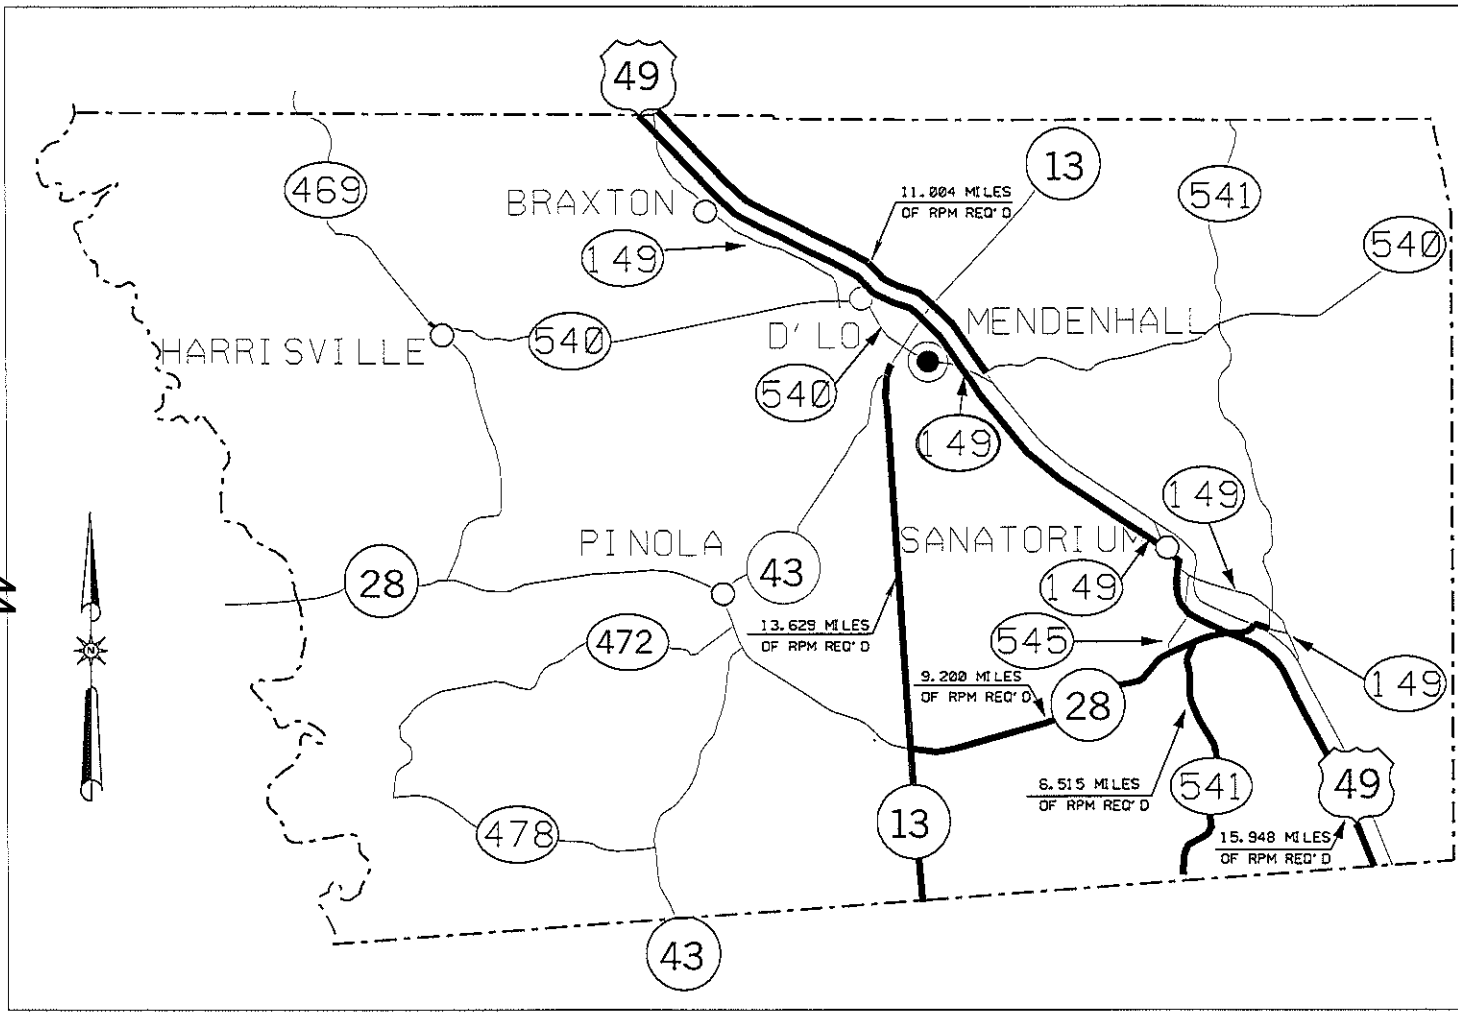 49
13
469
541
11.004 MILES
OF RPM REQ'D
BRAXTON
149
540
MENDENHALL
D'LO
HARRISVILLE
540
540
149
149
SANATORIUM
PINOLA
43
28
149
13.629 MILES
OF RPM REQ'D
472
545
9.200 MILES
OF RPM REQ'D
28
149
6.515 MILES
OF RPM REQ'D
541
49
13
478
15.948 MILES
OF RPM REQ'D
43
N